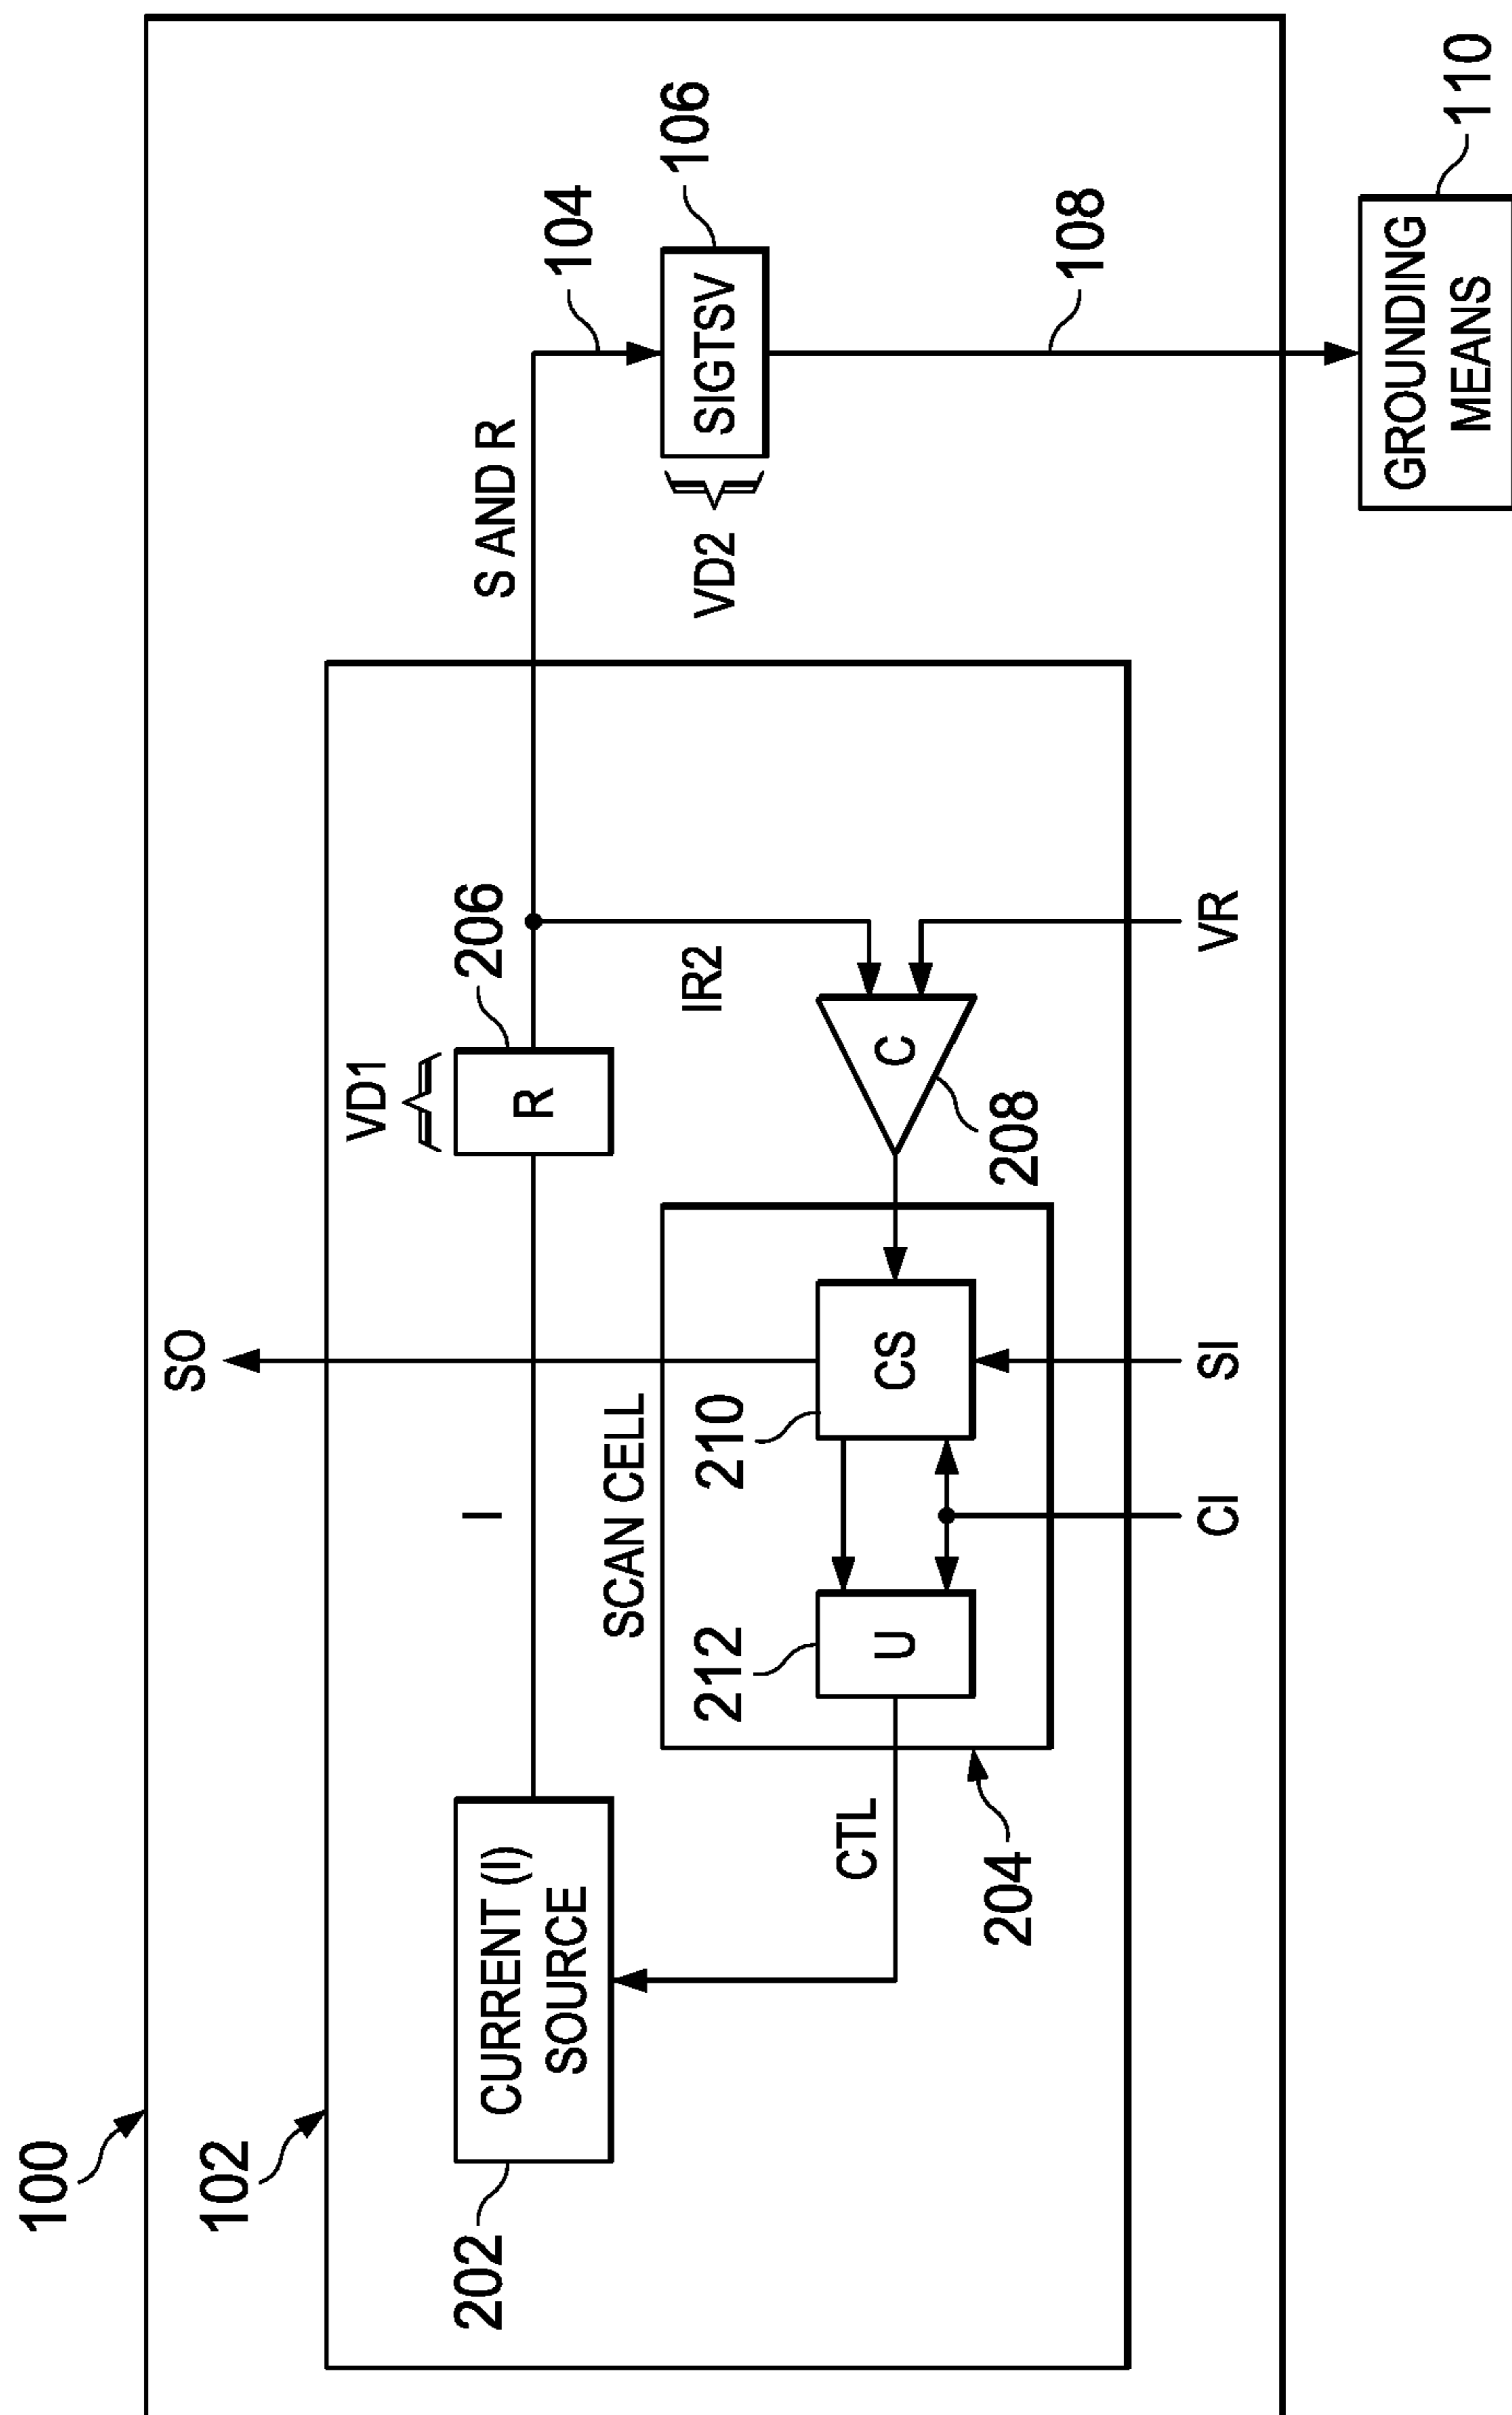 100
102
SO
VD1
206
S AND R
104
106
202
CURRENT (I)
SOURCE
I
R
SIGTSV
VD2
SCAN CELL
IR2
212
210
CTL
U
CS
C
208
108
204
CI
SI
VR
GROUNDING
MEANS
110